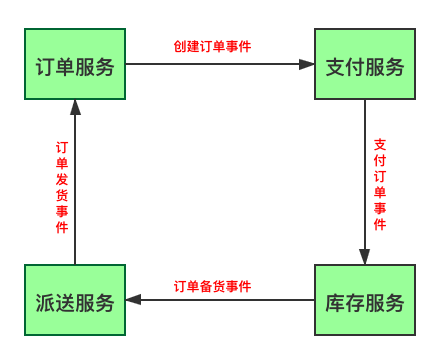 创建订单事件
订单服务
支付服务
订单发货事件
支付订单事件
订单备货事件
派送服务
库存服务